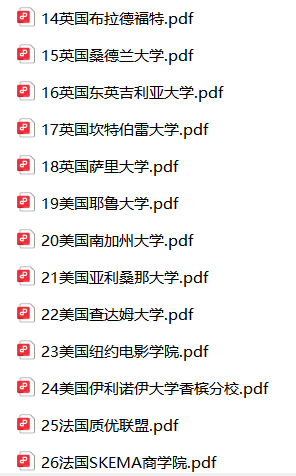 14英国布拉德福特.pdf
15英国桑德兰大学.pdf
16英国东英吉利亚大学.pdf
17英国坎特伯雷大学.pdf
18英国萨里大学.pdf
19美国耶鲁大学.pdf
20美国南加州大学.pdf
21美国亚利桑那大学.pdf
22美国查达姆大学.pdf
23美国纽约电影学院.pdf
24美国伊利诺伊大学香槟分校.pdf
25法国质优联盟.pdf
26法国SKEMA商学院.pdf